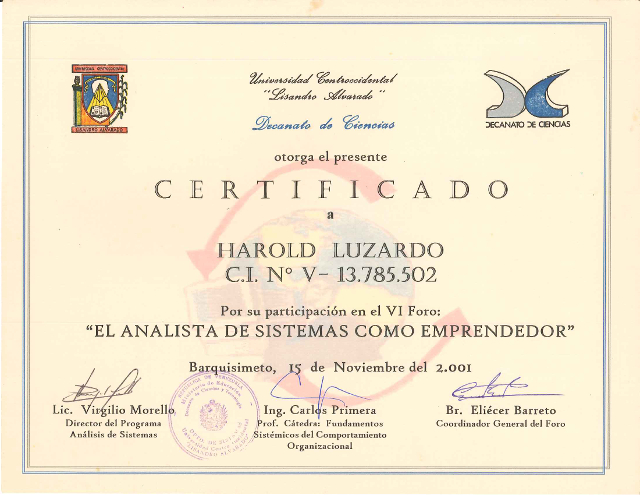 Universidad Centroccidental
"Lisandro Alvarado"
Decanato de Ciencias
DECANATO DE CIENCIAS
otorga el presente
CERTIFICADO
a
HAROLD LUZARDO
C.I. N° V- 13.785.502
Por su participación en el VI Foro:
"EL ANALISTA DE SISTEMAS COMO EMPRENDEDOR"
Barquisimeto, 15 de Noviembre del 2.001
Lic. Virgilio Morello
Director del Programa
Análisis de Sistemas
Ing. Carlos Primera
Prof. Cátedra: Fundamentos
Sistémicos del Comportamiento
Organizacional
Br. Eliécer Barreto
Coordinador General del Foro